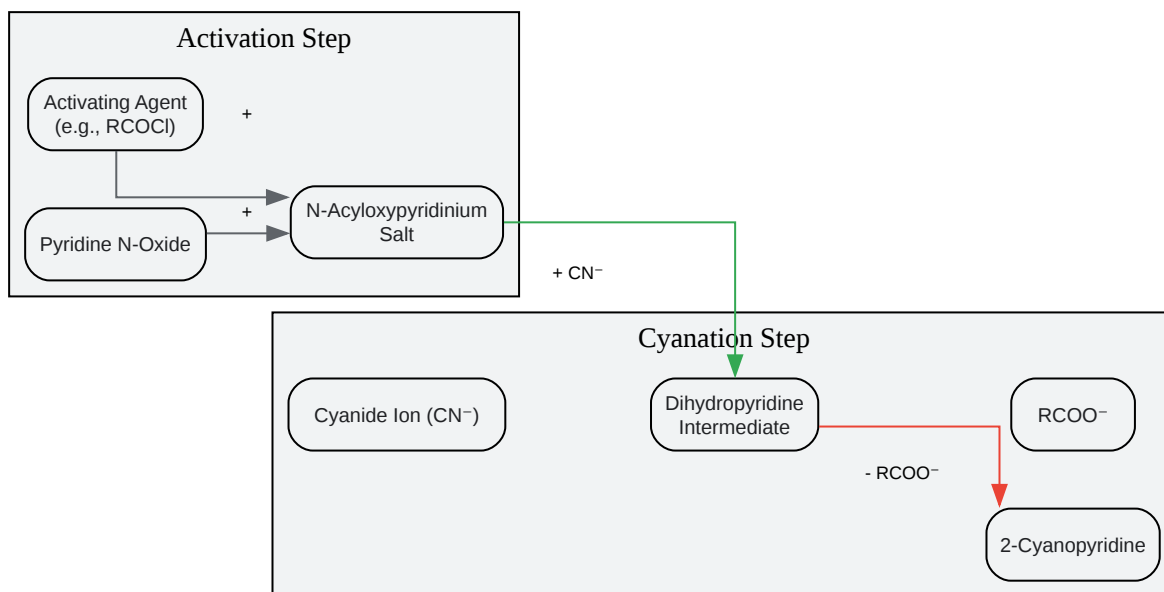 Activation Step
Activating Agent
(e.g., RCOCl)
+
+
Pyridine N-Oxide
N-Acyloxypyridinium
Salt
+ CN⁻
Cyanation Step
Cyanide Ion (CN⁻)
Dihydropyridine
Intermediate
RCOO⁻
- RCOO⁻
2-Cyanopyridine